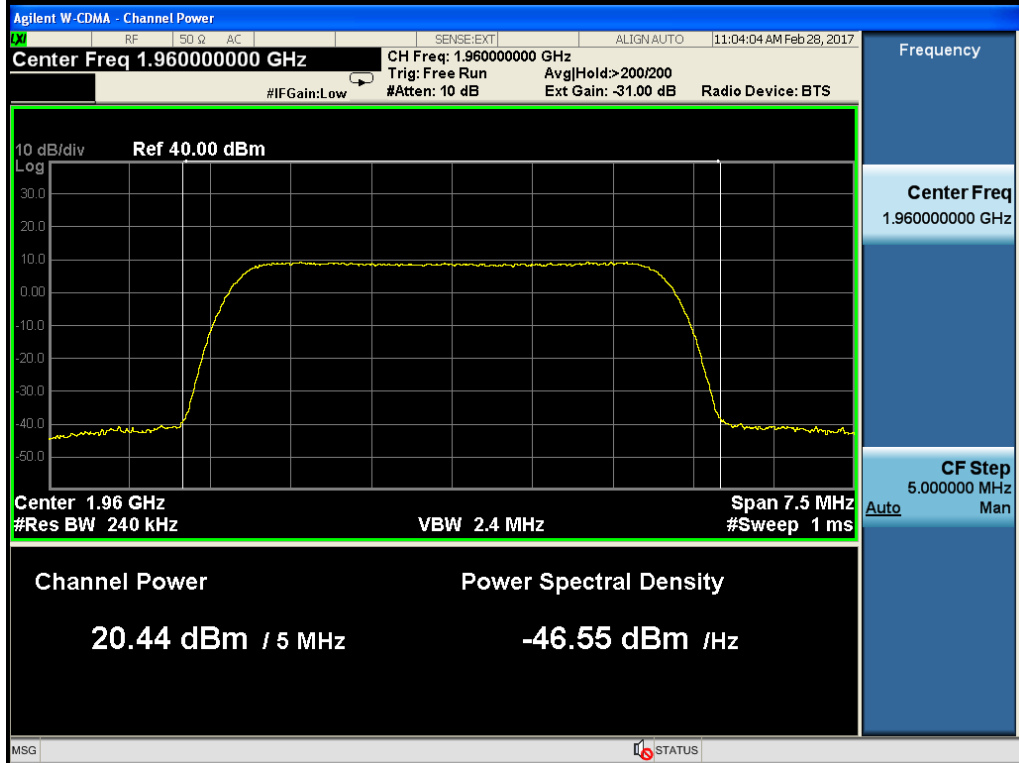 Agilent W-CDMA - Channel Power
LXI RF 50 Ω AC SENSE:EXT ALIGN AUTO 11:04:04 AM Feb 28, 2017
Center Freq 1.960000000 GHz
CH Freq: 1.960000000 GHz
Trig: Free Run Avg|Hold:>200/200
#IFGain:Low #Atten: 10 dB Ext Gain: -31.00 dB Radio Device: BTS
10 dB/div Ref 40.00 dBm
Log
30.0
20.0
10.0
0.00
-10.0
-20.0
-30.0
-40.0
-50.0
Center 1.96 GHz Span 7.5 MHz
#Res BW 240 kHz VBW 2.4 MHz #Sweep 1 ms
Channel Power Power Spectral Density
20.44 dBm / 5 MHz -46.55 dBm /Hz
Frequency
Center Freq
1.960000000 GHz
CF Step
5.000000 MHz
Auto Man
MSG STATUS